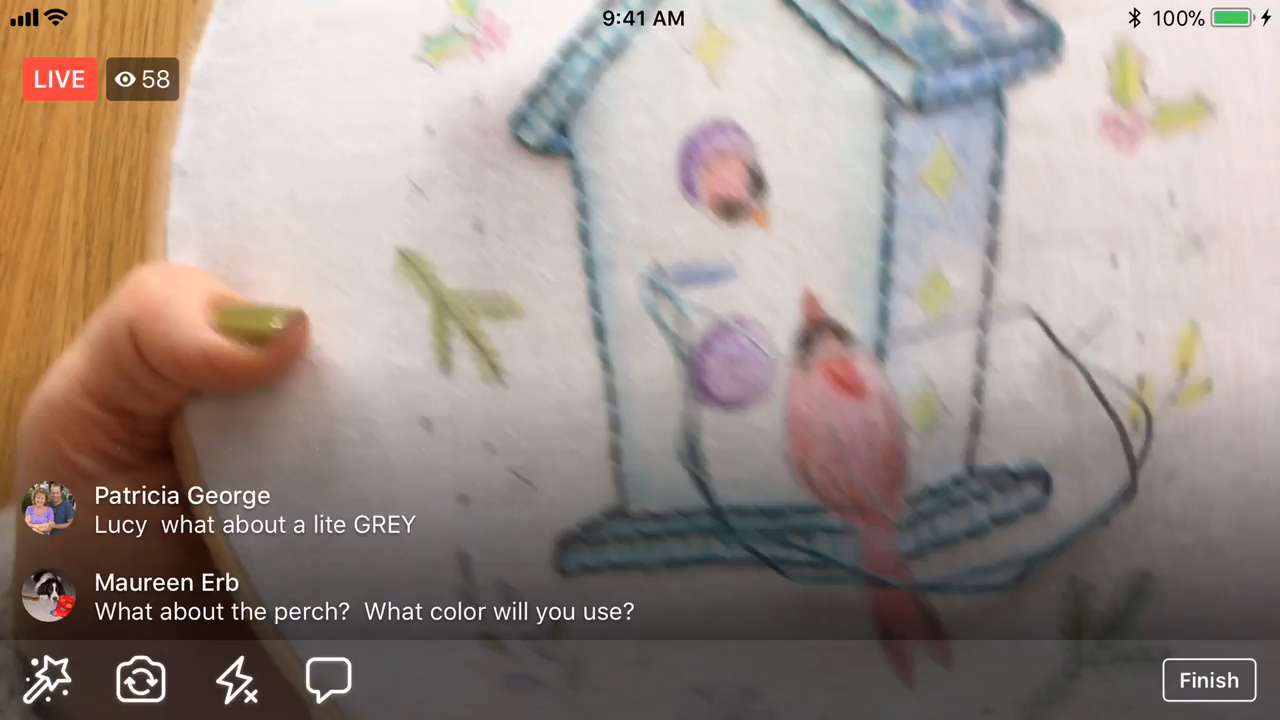 9:41 AM
100%
LIVE
58
Patricia George
Lucy  what about a lite GREY
Maureen Erb
What about the perch?  What color will you use?
Finish